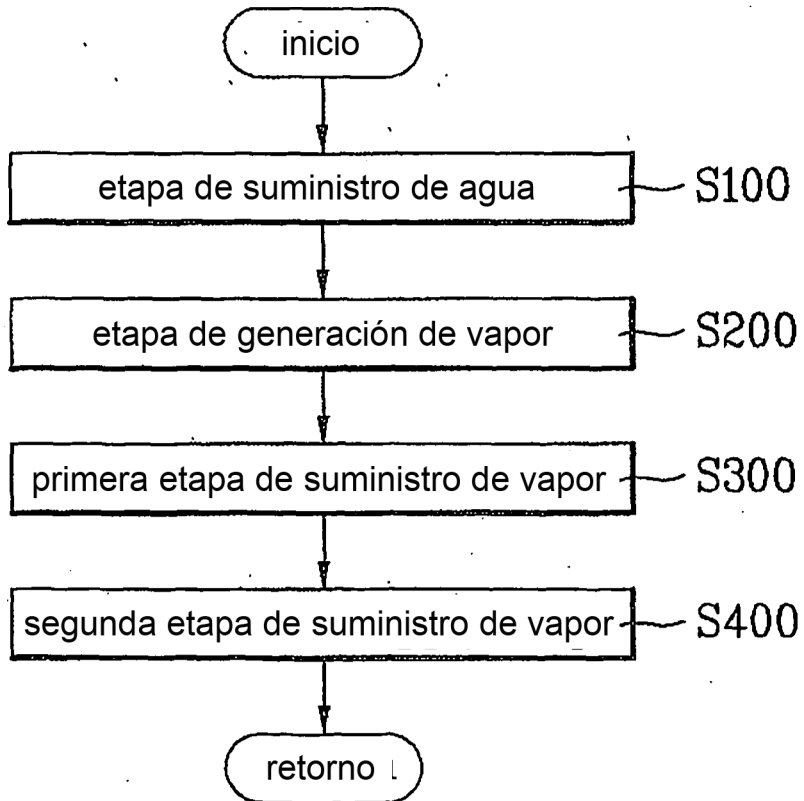 inicio
etapa de suministro de agua S100
etapa de generación de vapor S200
primera etapa de suministro de vapor S300
segunda etapa de suministro de vapor S400
retorno